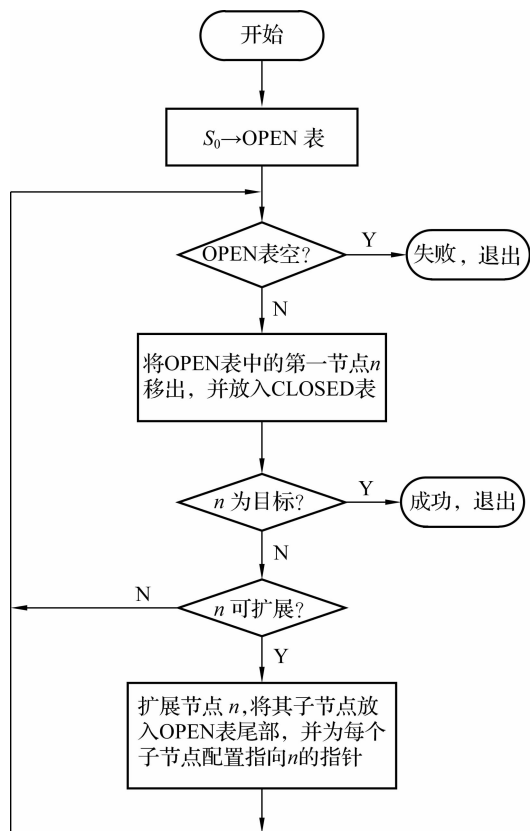 开始
S₀→OPEN 表
OPEN表空?
Y
失败，退出
N
将OPEN表中的第一节点n
移出，并放入CLOSED表
n 为目标?
Y
成功，退出
N
N
n 可扩展?
Y
扩展节点 n,将其子节点放
入OPEN表尾部，并为每个
子节点配置指向n的指针